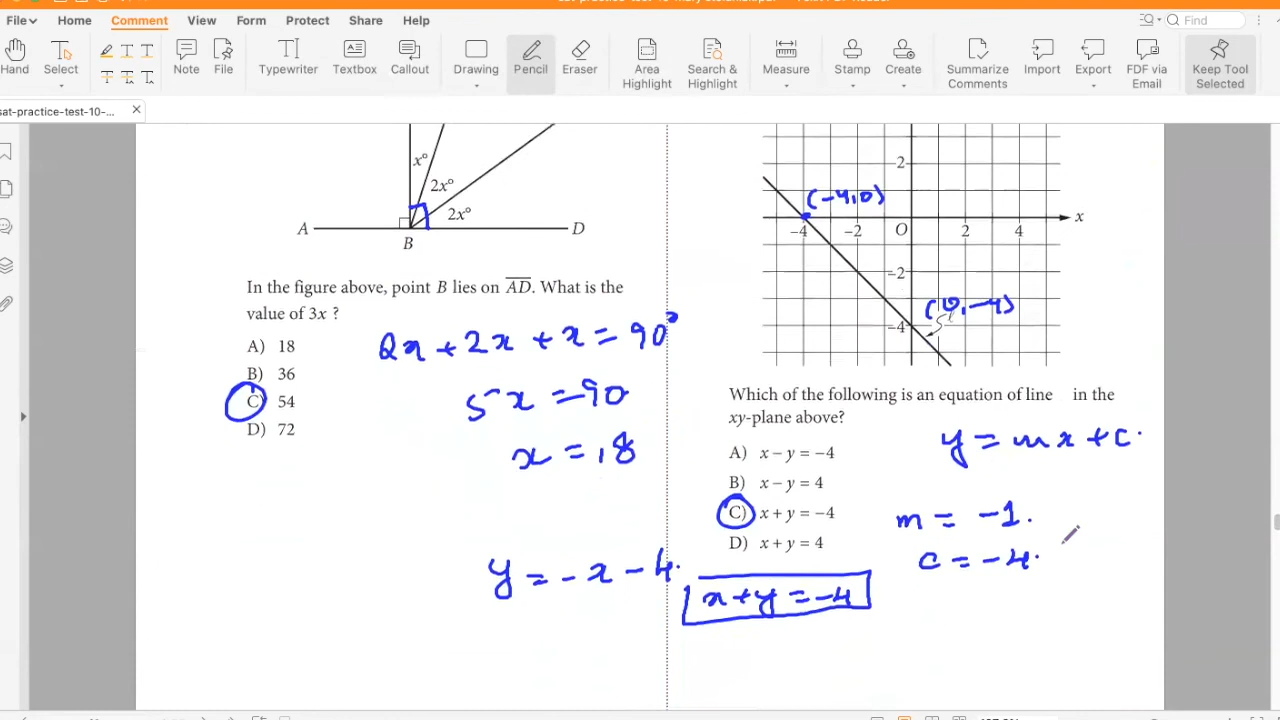 File Home Comment View Form Protect Share Help Find
Hand Select Note File Typewriter Textbox Callout Drawing Pencil Eraser Area Highlight Search & Highlight Measure Stamp Create Summarize Comments Import Export FDF via Email Keep Tool Selected
sat-practice-test-10-...
x°
2x°
2x°
A B D
In the figure above, point B lies on AD. What is the
value of 3x ?
A) 18
B) 36
C) 54
D) 72
2x + 2x + x = 90°
5x = 90
x = 18
y = -x - 4.
2
(-4,0)
-4 -2 O 2 4 x
-2
(0,-4)
-4
Which of the following is an equation of line in the
xy-plane above?
A) x − y = −4
B) x − y = 4
C) x + y = −4
D) x + y = 4
y = mx + c.
m = -1.
c = -4.
x+y = -4